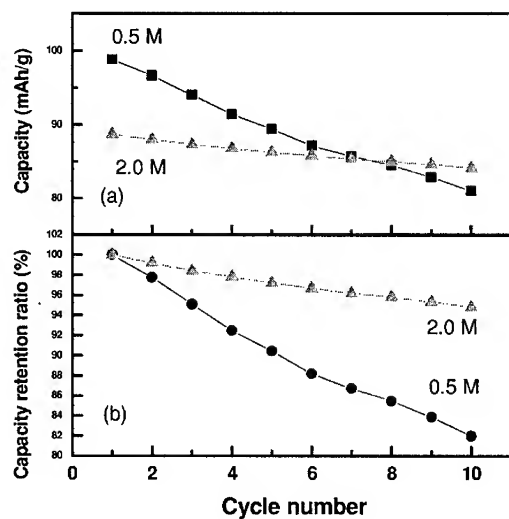 Capacity (mAh/g)
100
90
80
0.5 M
2.0 M
(a)
Capacity retention ratio (%)
102
100
98
96
94
92
90
88
86
84
82
80
2.0 M
0.5 M
(b)
0 2 4 6 8 10
Cycle number